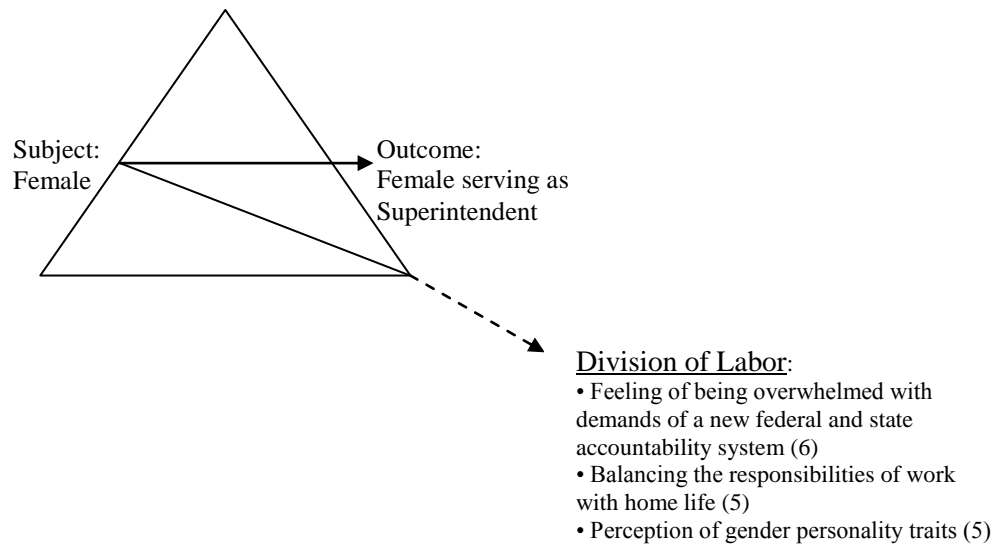 Subject:
Female
Outcome:
Female serving as
Superintendent
Division of Labor:
• Feeling of being overwhelmed with
demands of a new federal and state
accountability system (6)
• Balancing the responsibilities of work
with home life (5)
• Perception of gender personality traits (5)